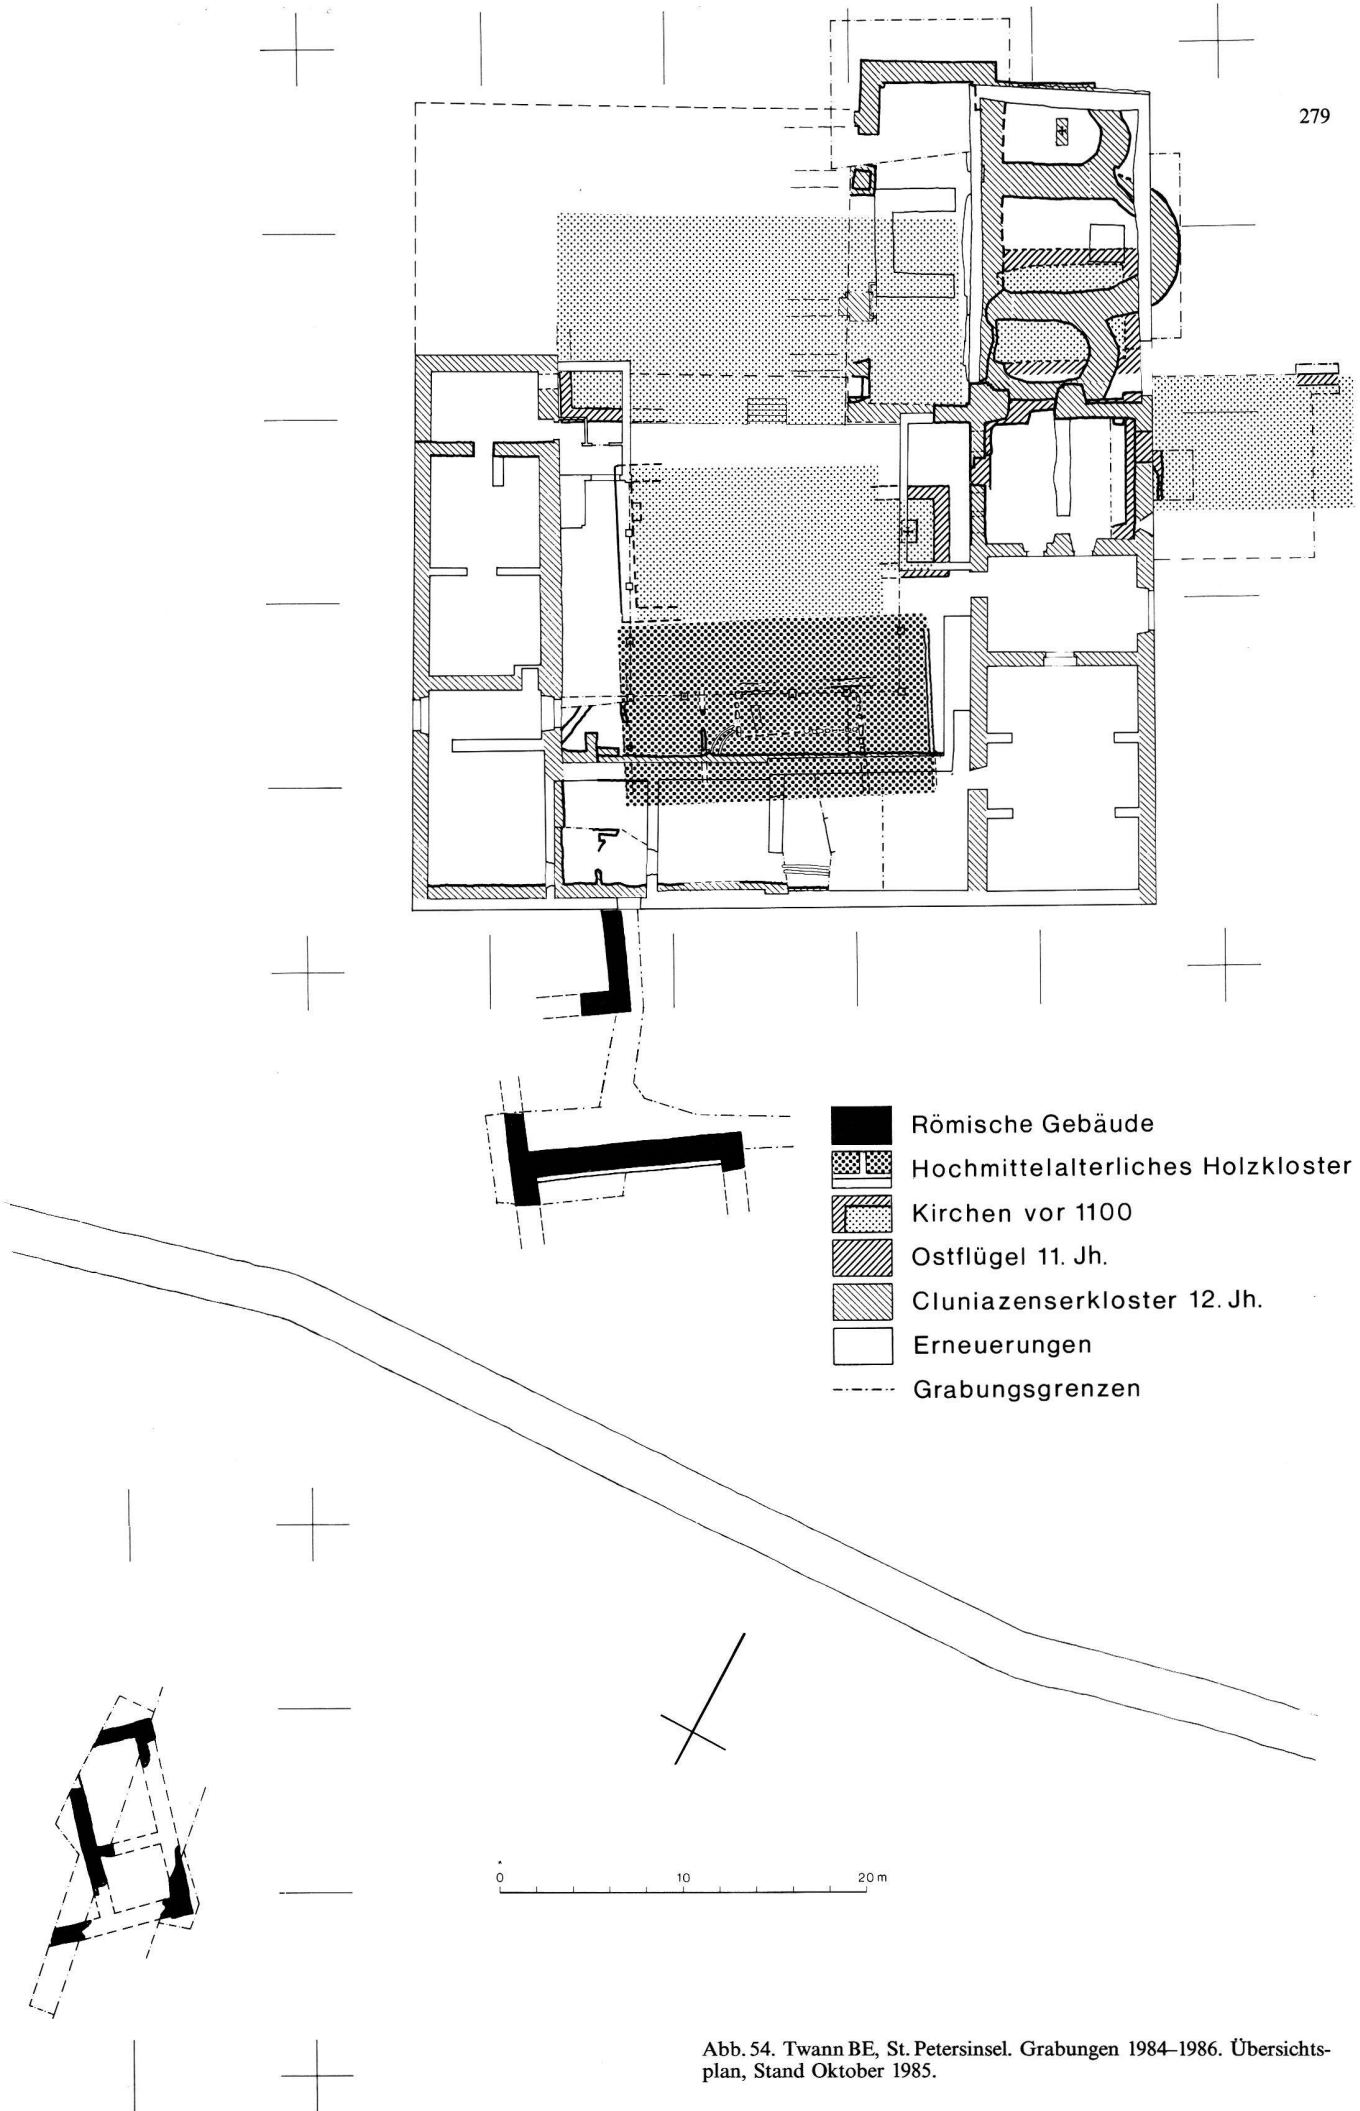 279
Römische Gebäude
Hochmittelalterliches Holzkloster
Kirchen vor 1100
Ostflügel 11. Jh.
Cluniazenserkloster 12. Jh.
Erneuerungen
Grabungsgrenzen
0 10 20 m
Abb. 54. Twann BE, St. Petersinsel. Grabungen 1984–1986. Übersichts-
plan, Stand Oktober 1985.